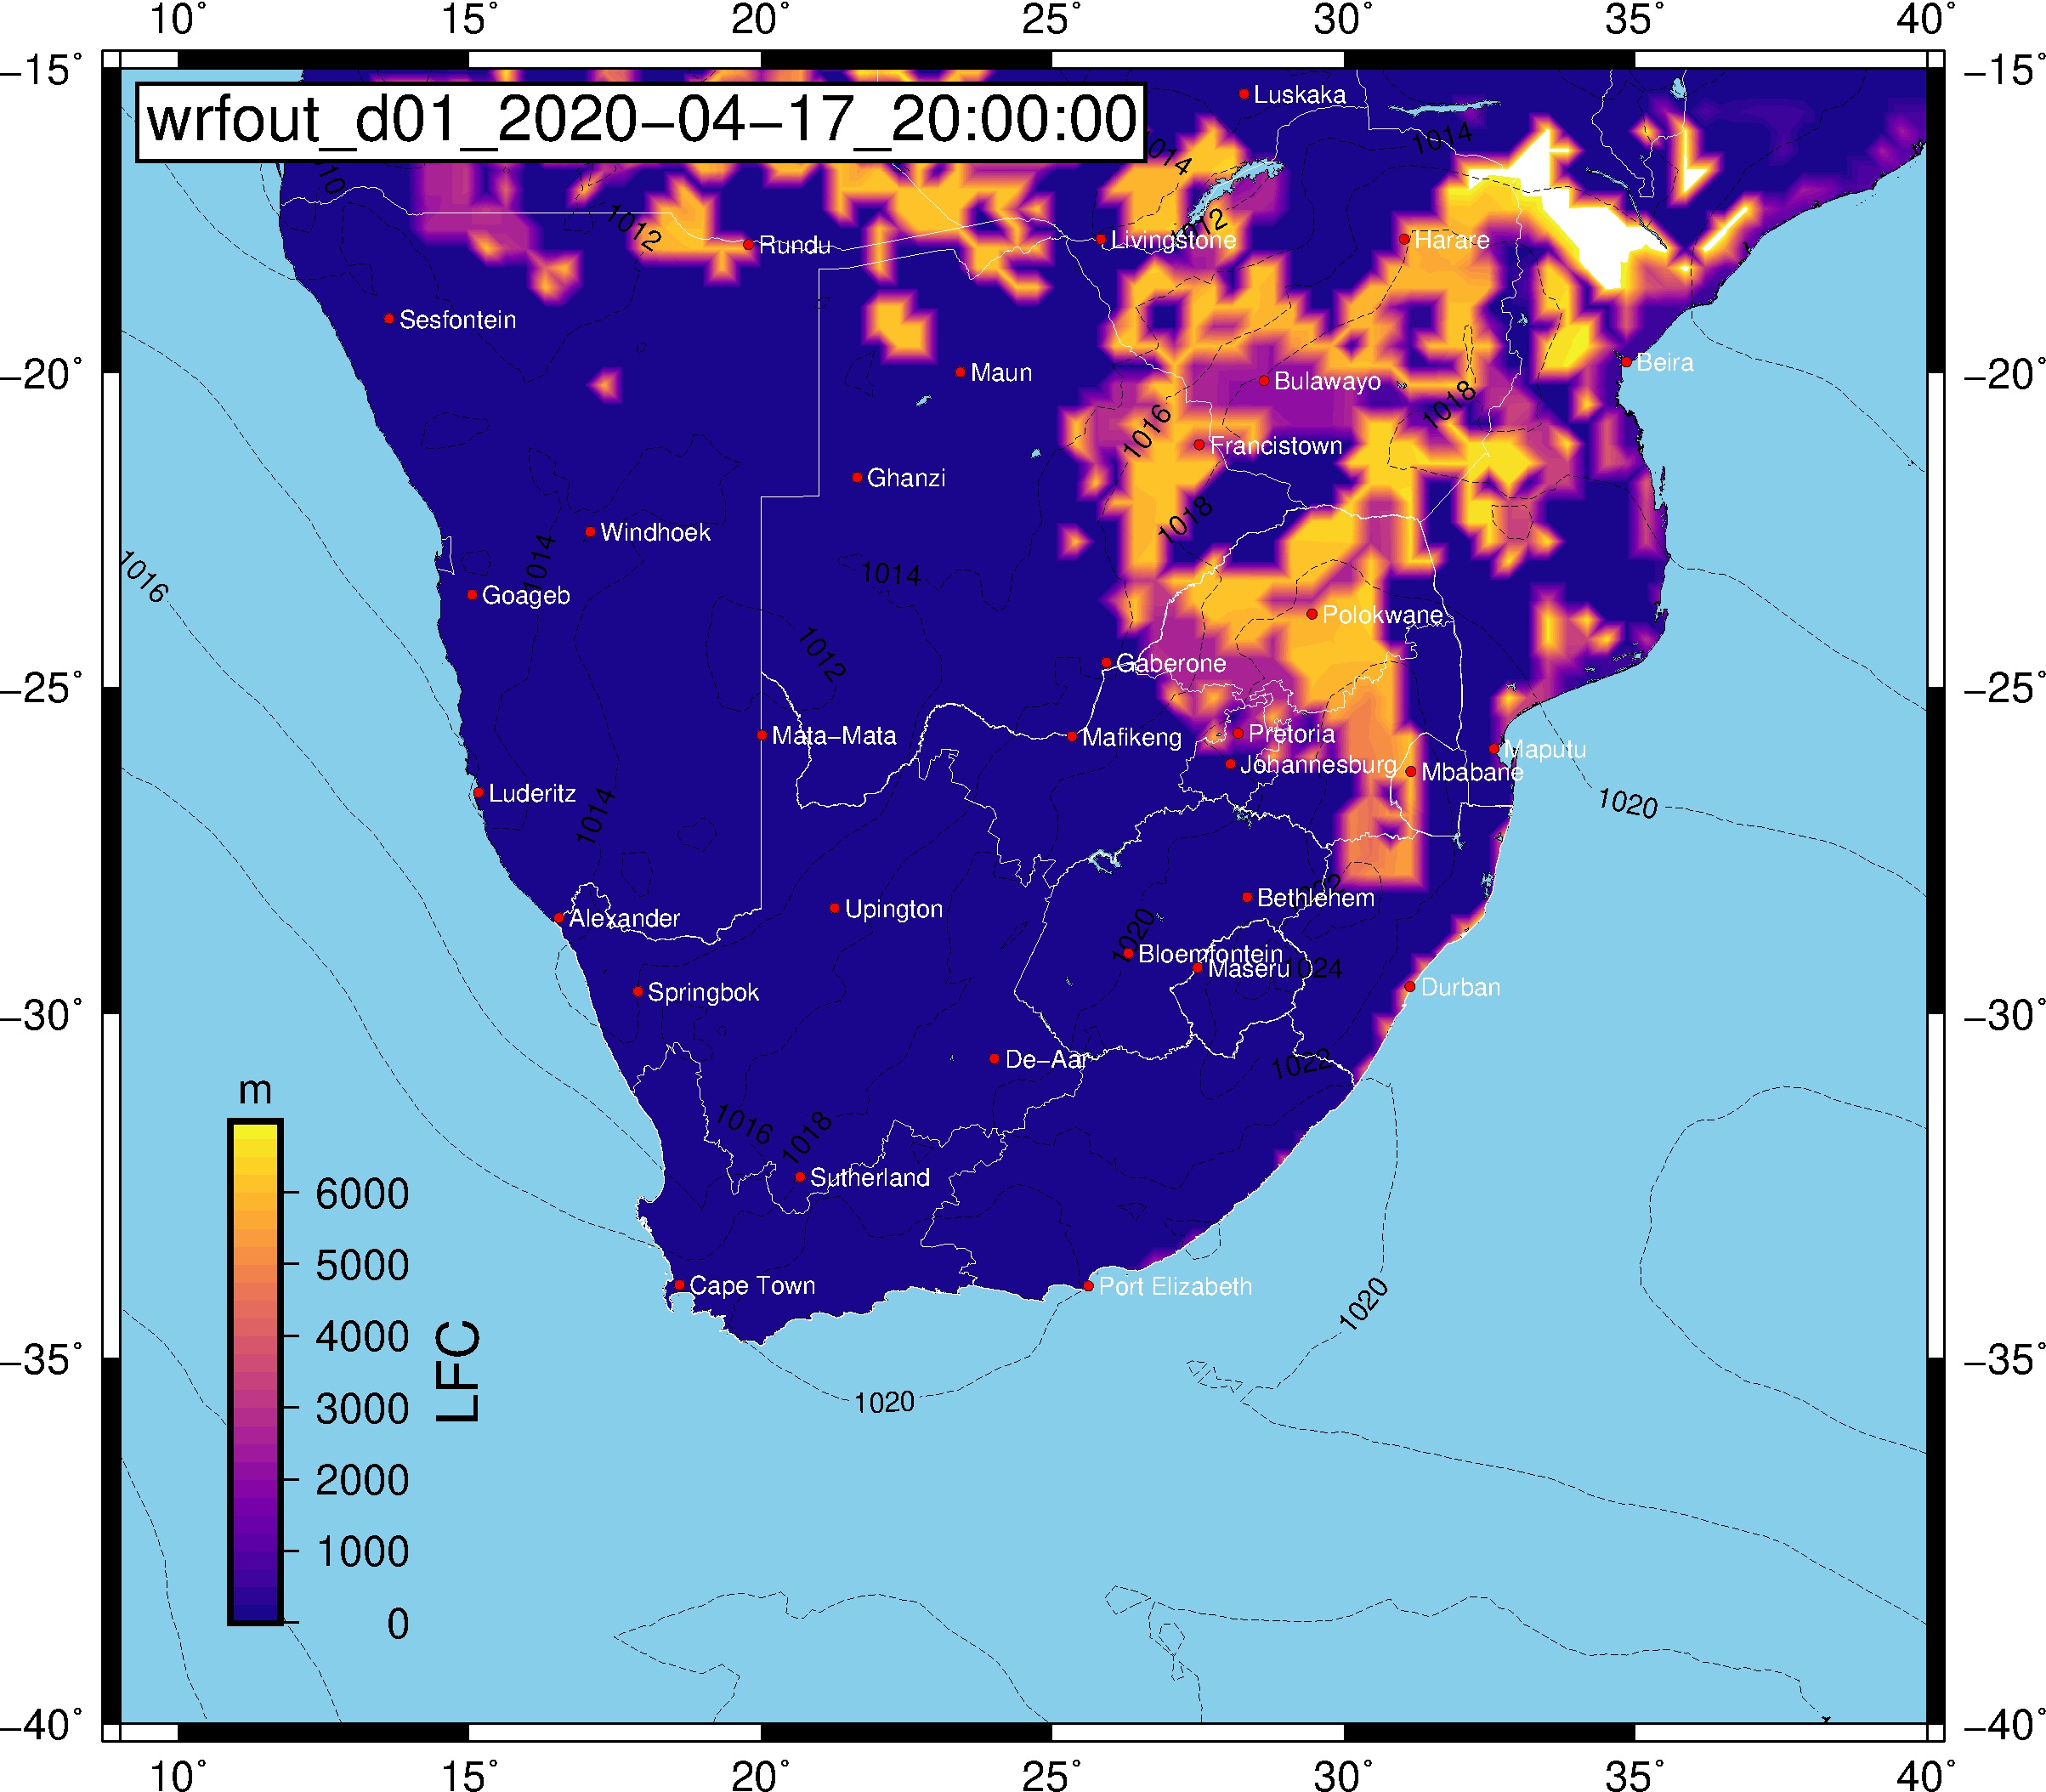 10° 15° 20° 25° 30° 35° 40°
−15° −15°
wrfout_d01_2020−04−17_20:00:00
Luskaka
1014
1014
10
1012
1012
Rundu
Livingstone
Harare
Sesfontein
−20° −20°
Maun
Bulawayo
Beira
1018
1016
Francistown
Ghanzi
1018
Windhoek
1014
1014
1016
Goageb
Polokwane
1012
Gaberone
−25° −25°
Mata−Mata
Mafikeng
Pretoria
Maputu
Johannesburg
Mbabane
Luderitz
1020
1014
1022
Bethlehem
Upington
Alexander
1020
Bloemfontein
Maseru
1024
Springbok
Durban
−30° −30°
De−Aar
1022
m
1016
1018
Sutherland
6000
5000
4000
3000
2000
1000
0
LFC
Cape Town
Port Elizabeth
1020
−35° −35°
1020
−40° −40°
10° 15° 20° 25° 30° 35° 40°